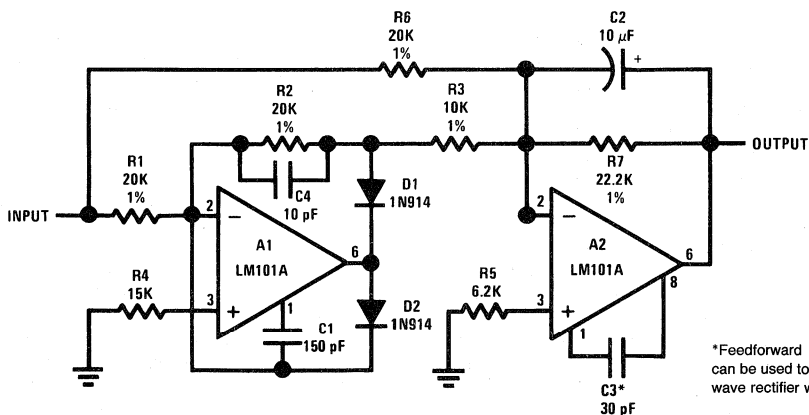 R6
20K
1%
C2
10 μF
+
R2
20K
1%
R3
10K
1%
R1
20K
1%
C4
10 pF
D1
1N914
R7
22.2K
1%
OUTPUT
INPUT
2
−
A1
LM101A
6
3
+
1
R4
15K
C1
150 pF
D2
1N914
2
−
A2
LM101A
6
8
3
+
1
R5
6.2K
C3*
30 pF
*Feedforward
can be used to
wave rectifier w